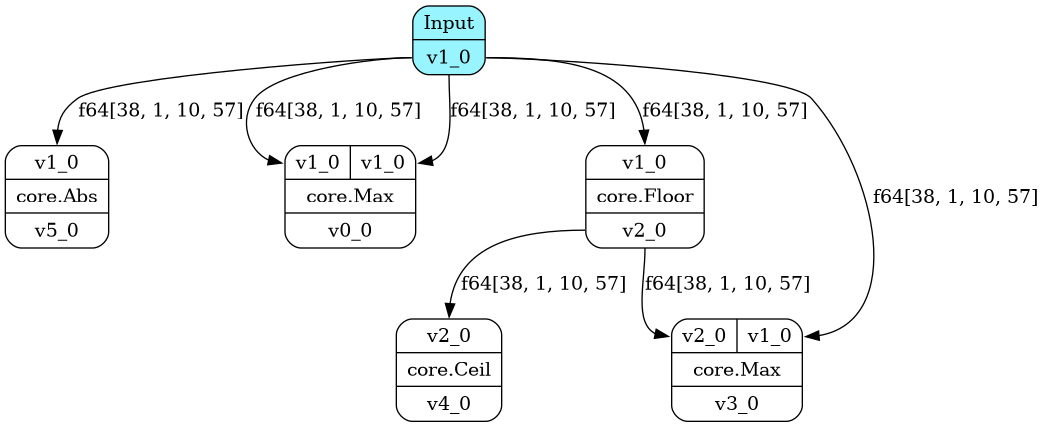 Input
v1_0
f64[38, 1, 10, 57]
f64[38, 1, 10, 57]
f64[38, 1, 10, 57]
f64[38, 1, 10, 57]
v1_0
core.Abs
v5_0
v1_0 v1_0
core.Max
v0_0
v1_0
core.Floor
v2_0
f64[38, 1, 10, 57]
f64[38, 1, 10, 57]
f64[38, 1, 10, 57]
v2_0
core.Ceil
v4_0
v2_0 v1_0
core.Max
v3_0